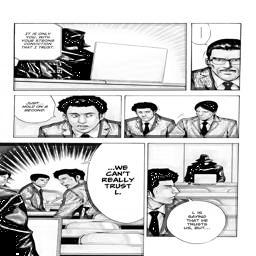 IT IS ONLY
YOU, WITH
YOUR STRONG
CONVICTION
THAT I TRUST.
JUST...
HOLD ON A
SECOND.
...WE
CAN'T
REALLY
TRUST
L.
L IS
SAYING
THAT HE
TRUSTS
US, BUT...